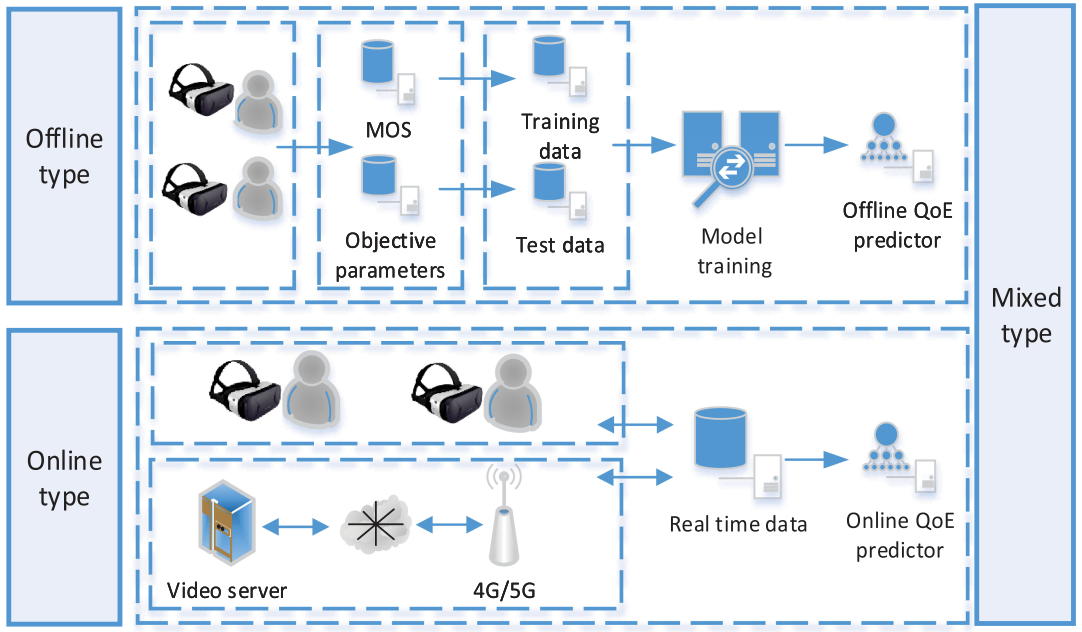 Offline
type
MOS
Objective
parameters
Training
data
Test data
Model
training
Offline QoE
predictor
Mixed
type
Online
type
Video server
4G/5G
Real time data
Online QoE
predictor